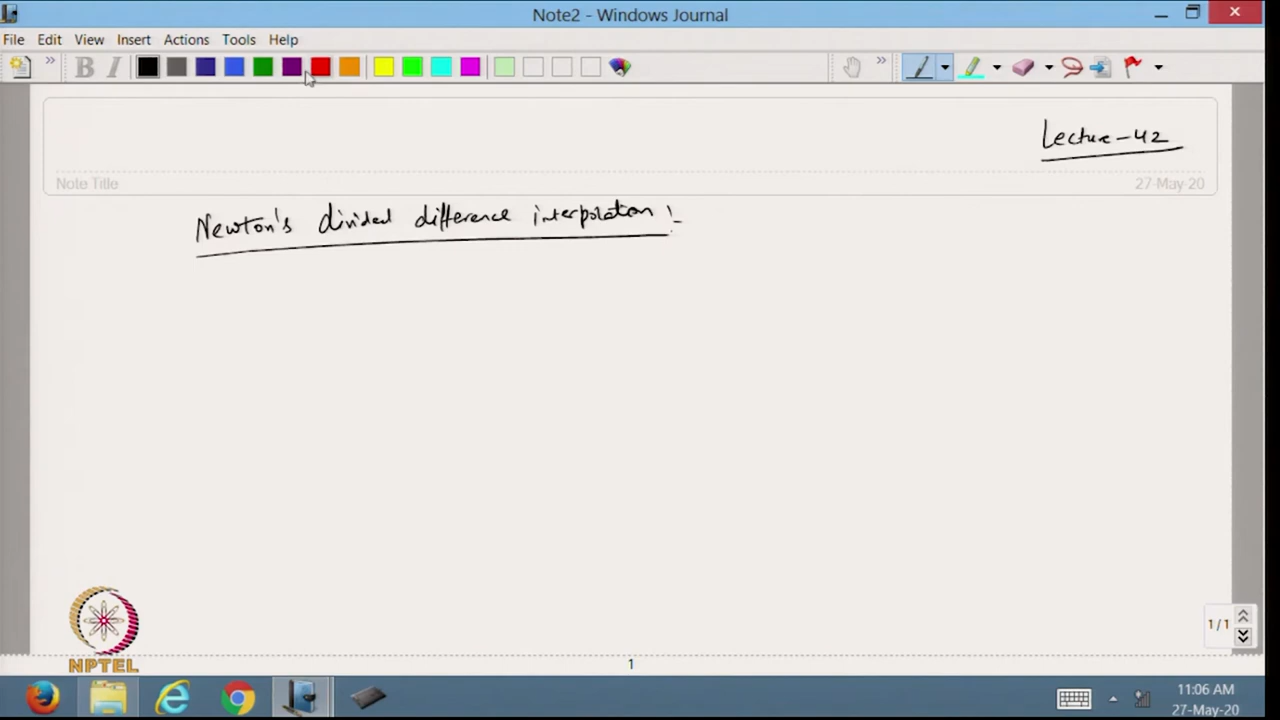 Note2 - Windows Journal
File Edit View Insert Actions Tools Help
B I
Lecture-42
Note Title
27-May-20
Newton's divided difference interpolation :-
1/1
NPTEL
1
11:06 AM
27-May-20